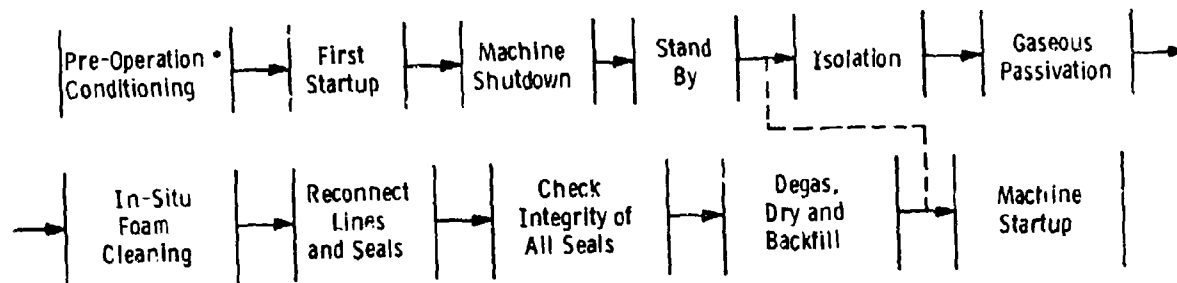 Pre-Operation *
Conditioning
First
Startup
Machine
Shutdown
Stand
By
Isolation
Gaseous
Passivation
In-Situ
Foam
Cleaning
Reconnect
Lines
and Seals
Check
Integrity of
All Seals
Degas,
Dry and
Backfill
Machine
Startup